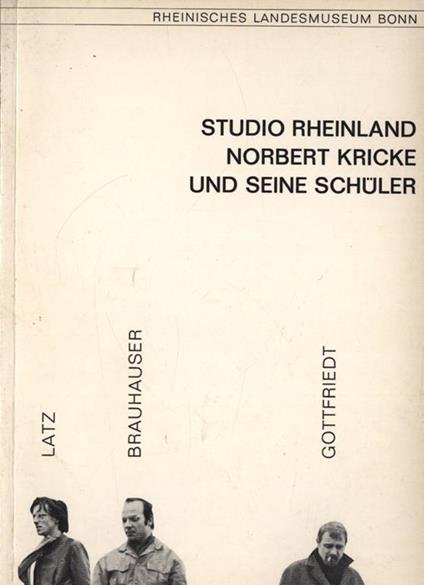 RHEINISCHES LANDESMUSEUM BONN
STUDIO RHEINLAND
NORBERT KRICKE
UND SEINE SCHÜLER
LATZ
BRAUHAUSER
GOTTFRIEDT